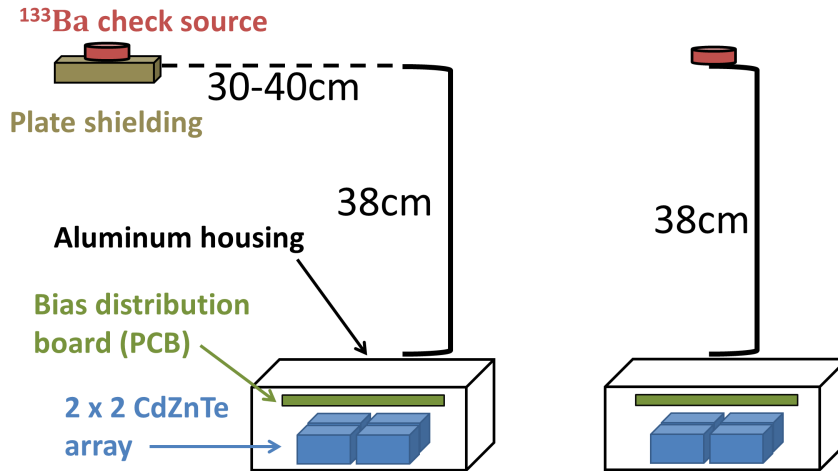 ¹³³Ba check source
30-40cm
Plate shielding
38cm
38cm
Aluminum housing
Bias distribution
board (PCB)
2 x 2 CdZnTe
array